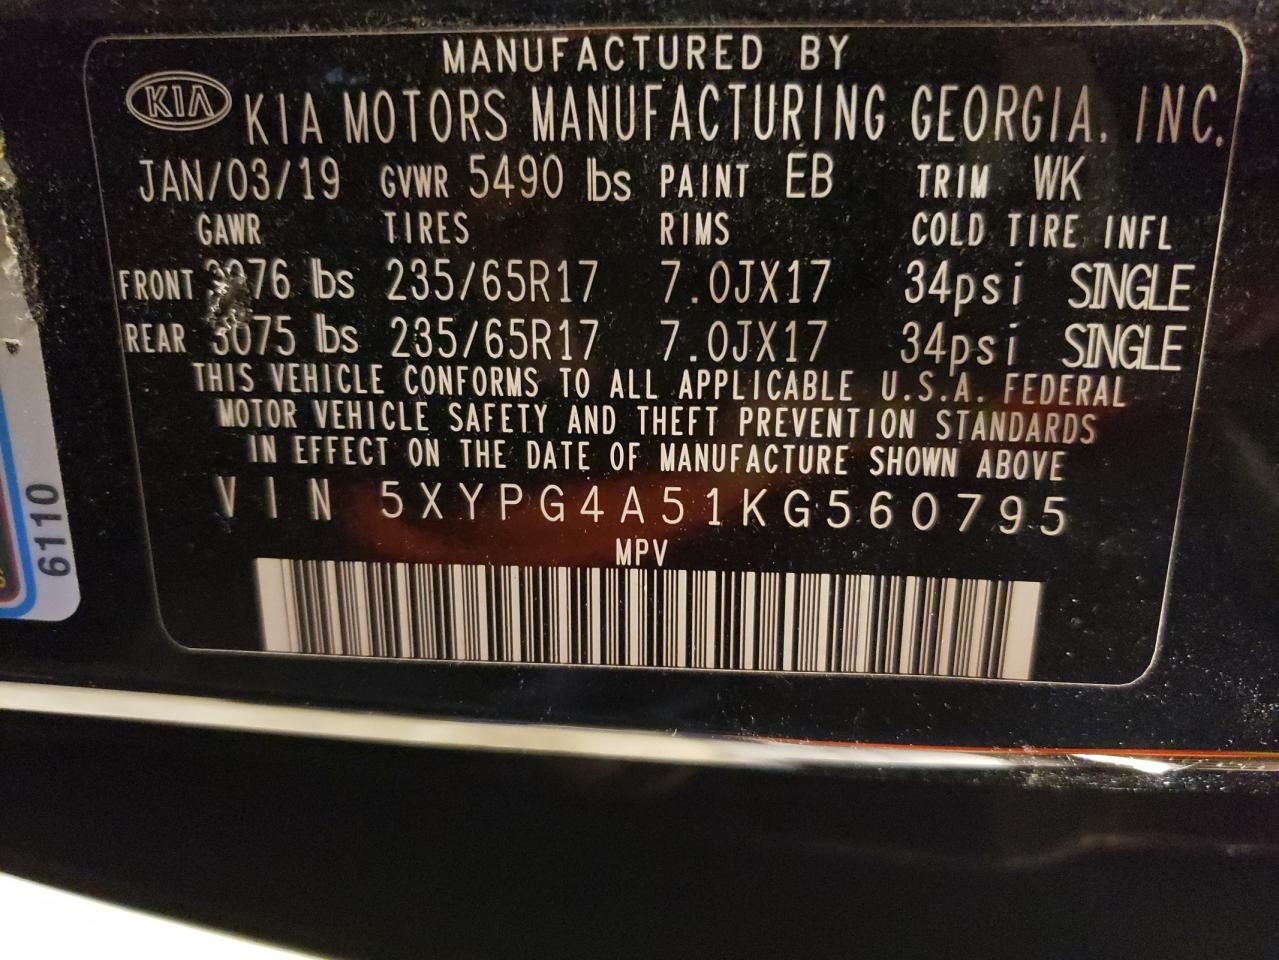 MANUFACTURED BY
KIA KIA MOTORS MANUFACTURING GEORGIA, INC.
JAN/03/19 GVWR 5490 lbs PAINT EB TRIM WK
GAWR TIRES RIMS COLD TIRE INFL
FRONT lbs 235/65R17 7.0JX17 34psi SINGLE
REAR 3075 lbs 235/65R17 7.0JX17 34psi SINGLE
THIS VEHICLE CONFORMS TO ALL APPLICABLE U.S.A. FEDERAL
MOTOR VEHICLE SAFETY AND THEFT PREVENTION STANDARDS
IN EFFECT ON THE DATE OF MANUFACTURE SHOWN ABOVE
VIN 5XYPG4A51KG560795
MPV
6110